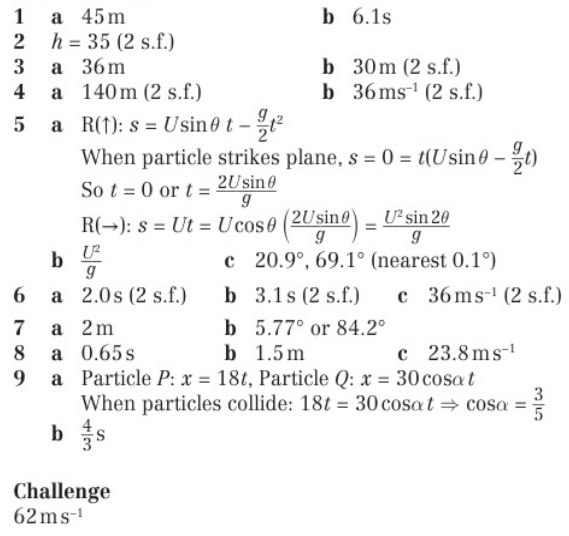 1 a 45 m b 6.1s
2 h = 35 (2 s.f.)
3 a 36 m b 30 m (2 s.f.)
4 a 140 m (2 s.f.) b 36 ms⁻¹ (2 s.f.)
5 a R(↑): s = U sin θ t − g/2 t²
When particle strikes plane, s = 0 = t(U sin θ − g/2 t)
So t = 0 or t = 2U sin θ/g
R(→): s = Ut = U cos θ (2U sin θ/g) = U² sin 2θ/g
b U²/g c 20.9°, 69.1° (nearest 0.1°)
6 a 2.0 s (2 s.f.) b 3.1 s (2 s.f.) c 36 m s⁻¹ (2 s.f.)
7 a 2 m b 5.77° or 84.2°
8 a 0.65 s b 1.5 m c 23.8 m s⁻¹
9 a Particle P: x = 18t, Particle Q: x = 30 cos α t
When particles collide: 18t = 30 cos α t ⇒ cos α = 3/5
b 4/3 s
Challenge
62 m s⁻¹